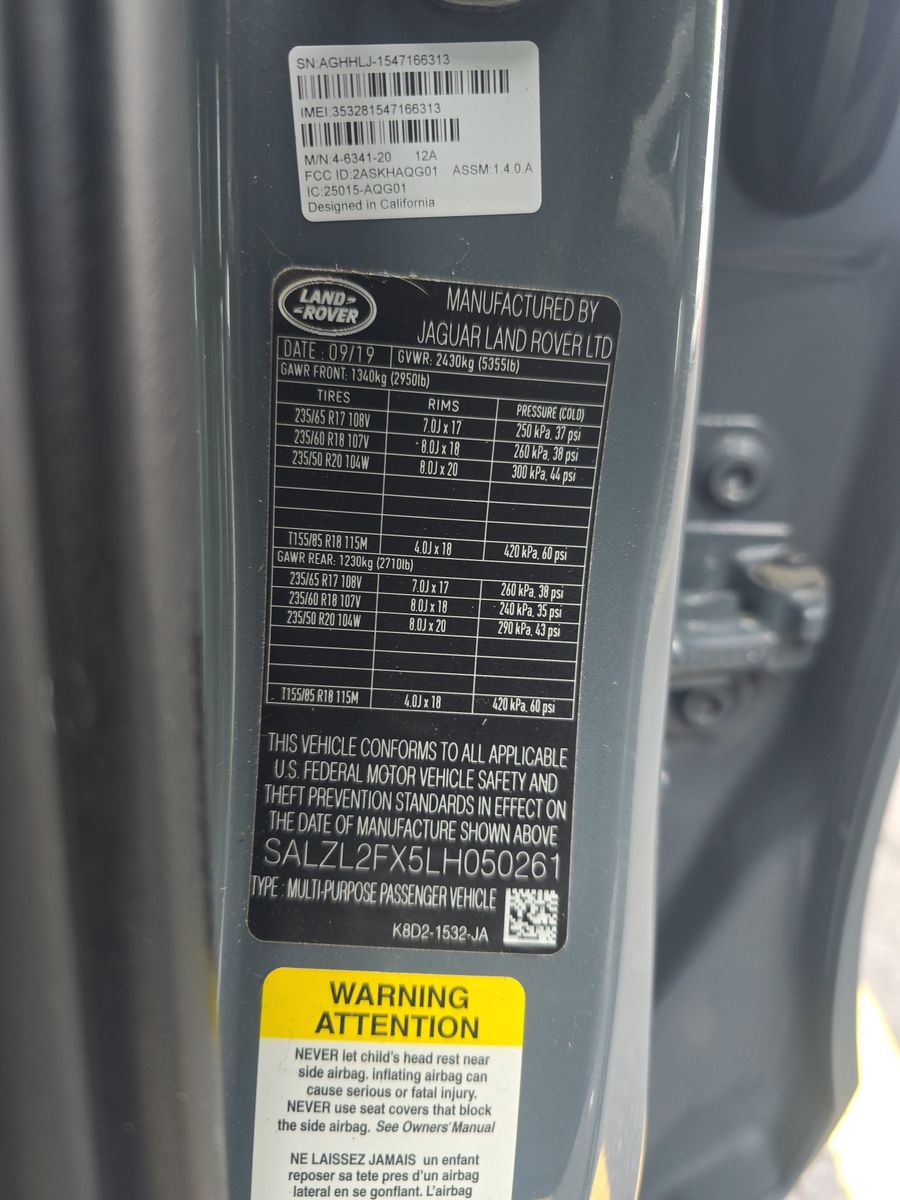 SN:AGHHLJ-1547166313
IMEI:353281547166313
M/N:4-6341-20 12A
FCC ID:2ASKHAQG01 ASSM:1.4.0.A
IC:25015-AQG01
Designed in California
LAND-
-ROVER
MANUFACTURED BY
JAGUAR LAND ROVER LTD
DATE : 09/19 GVWR: 2430kg (5355lb)
GAWR FRONT: 1340kg (2950lb)
TIRES RIMS PRESSURE (COLD)
235/65 R17 108V 7.0J x 17 250 kPa, 37 psi
235/60 R18 107V 8.0J x 18 260 kPa, 38 psi
235/50 R20 104W 8.0J x 20 300 kPa, 44 psi
T155/85 R18 115M 4.0J x 18 420 kPa, 60 psi
GAWR REAR: 1230kg (2710lb)
235/65 R17 108V 7.0J x 17 260 kPa, 38 psi
235/60 R18 107V 8.0J x 18 240 kPa, 35 psi
235/50 R20 104W 8.0J x 20 290 kPa, 43 psi
T155/85 R18 115M 4.0J x 18 420 kPa, 60 psi
THIS VEHICLE CONFORMS TO ALL APPLICABLE
U.S. FEDERAL MOTOR VEHICLE SAFETY AND
THEFT PREVENTION STANDARDS IN EFFECT ON
THE DATE OF MANUFACTURE SHOWN ABOVE
SALZL2FX5LH050261
TYPE : MULTI-PURPOSE PASSENGER VEHICLE
K8D2-1532-JA
WARNING
ATTENTION
NEVER let child's head rest near
side airbag, inflating airbag can
cause serious or fatal injury.
NEVER use seat covers that block
the side airbag. See Owners' Manual
NE LAISSEZ JAMAIS un enfant
reposer sa tete pres d'un airbag
lateral en se gonflant. L'airbag